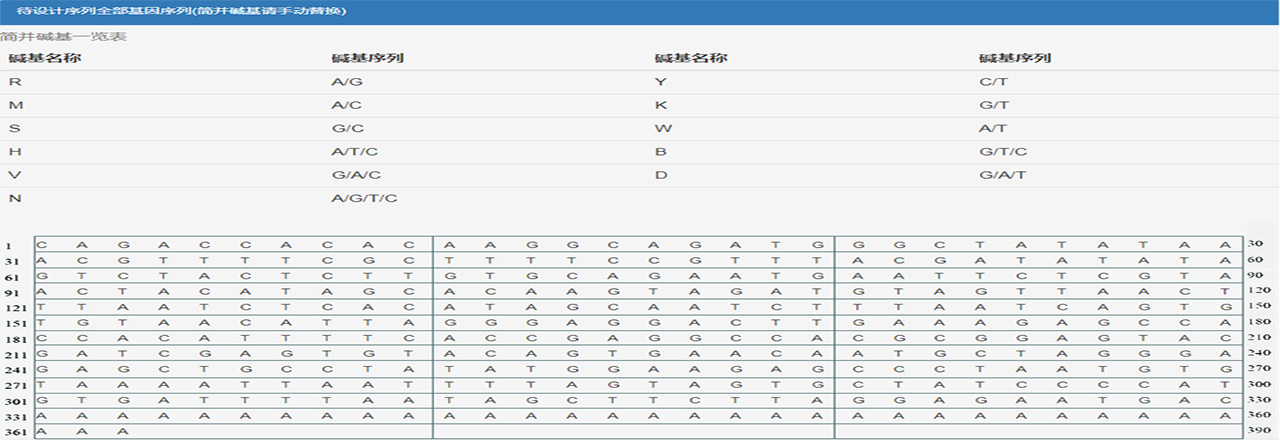 待设计序列全部基因序列(简并碱基请手动替换)
简并碱基一览表
碱基名称 碱基序列 碱基名称 碱基序列
R A/G Y C/T
M A/C K G/T
S G/C W A/T
H A/T/C B G/T/C
V G/A/C D G/A/T
N A/G/T/C
1 C A G A C C A C A C A A G G C A G A T G G G C T A T A T A A 30
31 A C G T T T T C G C T T T T C C G T T T A C G A T A T A T A 60
61 G T C T A C T C T T G T G C A G A A T G A A T T C T C G T A 90
91 A C T A C A T A G C A C A A G T A G A T G T A G T T A A C T 120
121 T T A A T C T C A C A T A G C A A T C T T T A A T C A G T G 150
151 T G T A A C A T T A G G G A G G A C T T G A A A G A G C C A 180
181 C C A C A T T T T C A C C G A G G C C A C G C G G A G T A C 210
211 G A T C G A G T G T A C A G T G A A C A A T G C T A G G G A 240
241 G A G C T G C C T A T A T G G A A G A G C C C T A A T G T G 270
271 T A A A A T T A A T T T T A G T A G T G C T A T C C C C A T 300
301 G T G A T T T T A A T A G C T T C T T A G G A G A A T G A C 330
331 A A A A A A A A A A A A A A A A A A A A A A A A A A A A A A 360
361 A A A 390